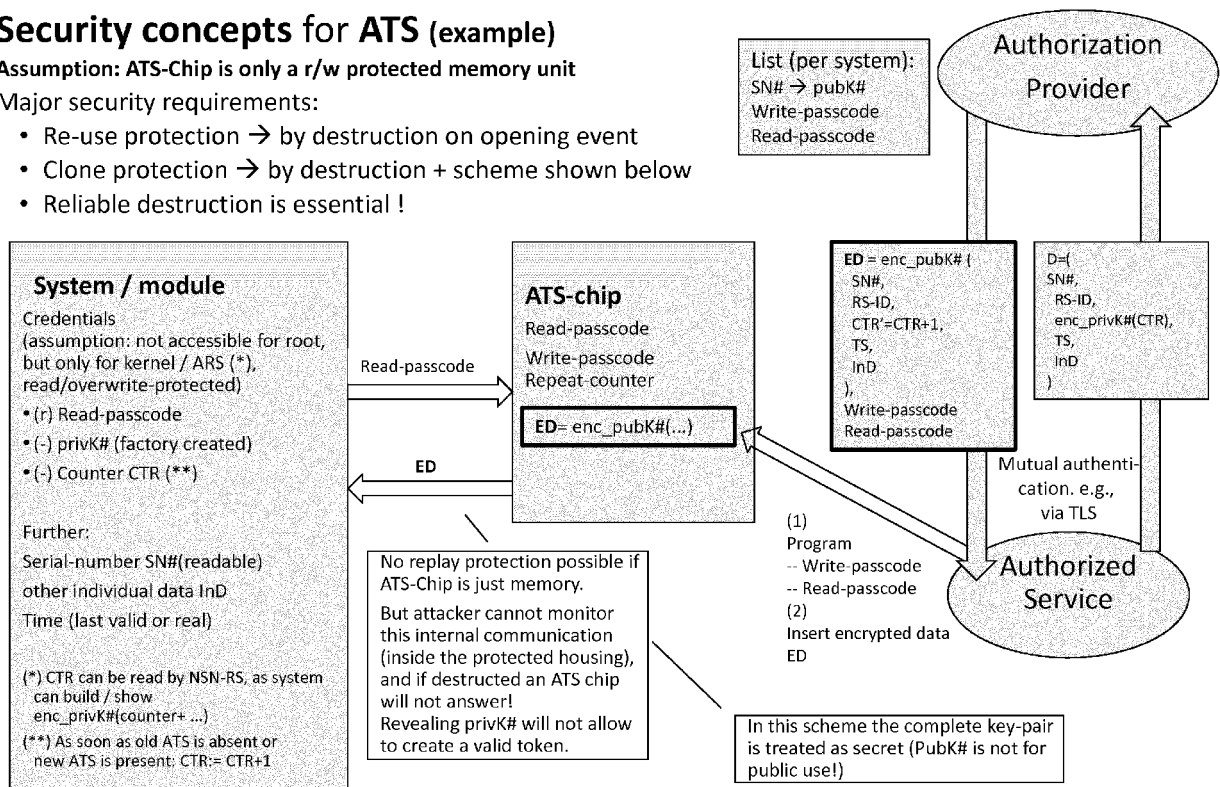 Security concepts for ATS (example)
Assumption: ATS-Chip is only a r/w protected memory unit
Major security requirements:
• Re-use protection → by destruction on opening event
• Clone protection → by destruction + scheme shown below
• Reliable destruction is essential !
List (per system):
SN# → pubK#
Write-passcode
Read-passcode
Authorization
Provider
System / module
Credentials
(assumption: not accessible for root,
but only for kernel / ARS (*),
read/overwrite-protected)
• (r) Read-passcode
• (-) privK# (factory created)
• (-) Counter CTR (**)
Further:
Serial-number SN#(readable)
other individual data InD
Time (last valid or real)
(*) CTR can be read by NSN-RS, as system
can build / show
enc_privK#(counter+ ...)
(**) As soon as old ATS is absent or
new ATS is present: CTR:= CTR+1
Read-passcode
ED
ATS-chip
Read-passcode
Write-passcode
Repeat-counter
ED= enc_pubK#(...)
No replay protection possible if
ATS-Chip is just memory.
But attacker cannot monitor
this internal communication
(inside the protected housing),
and if destructed an ATS chip
will not answer!
Revealing privK# will not allow
to create a valid token.
ED = enc_pubK# (
SN#,
RS-ID,
CTR'=CTR+1,
TS,
InD
),
Write-passcode
Read-passcode
D=(
SN#,
RS-ID,
enc_privK#(CTR),
TS,
InD
)
Mutual authenti-
cation. e.g.,
via TLS
(1)
Program
-- Write-passcode
-- Read-passcode
(2)
Insert encrypted data
ED
Authorized
Service
In this scheme the complete key-pair
is treated as secret (PubK# is not for
public use!)